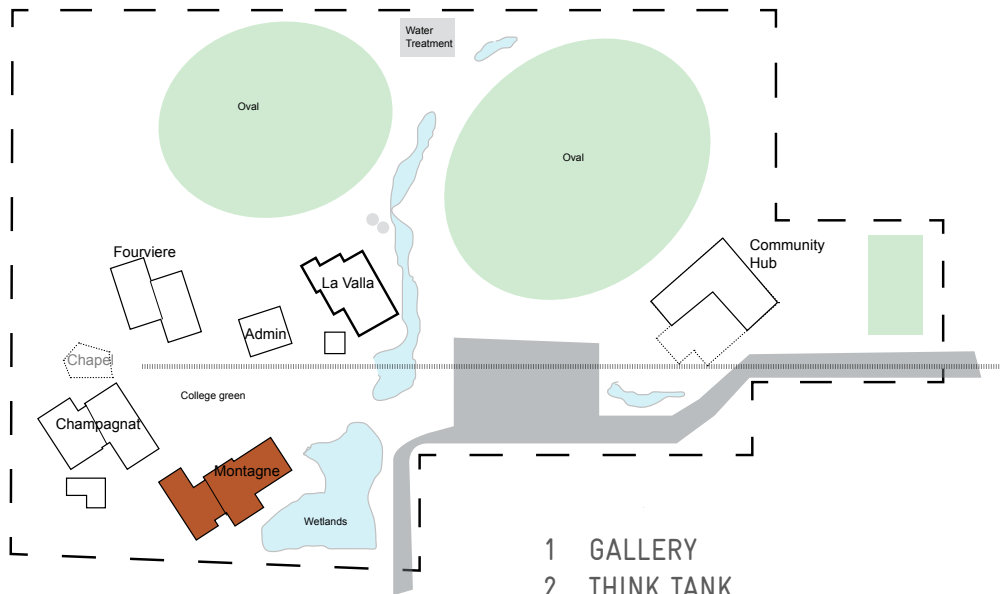 Water
Treatment
Oval
Oval
Fourviere
Community
Hub
La Valla
Admin
Chapel
College green
Champagnat
Montagne
Wetlands
1 GALLERY
2 THINK TANK